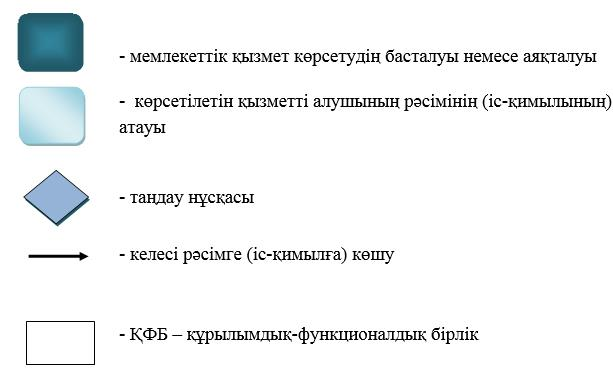 - мемлекеттік қызмет көрсетудің басталуы немесе аяқталуы
- көрсетілетін қызметті алушының рәсімінің (іс-қимылының)
атауы
- таңдау нұсқасы
- келесі рәсімге (іс-қимылға) көшу
- ҚФБ – құрылымдық-функционалдық бірлік